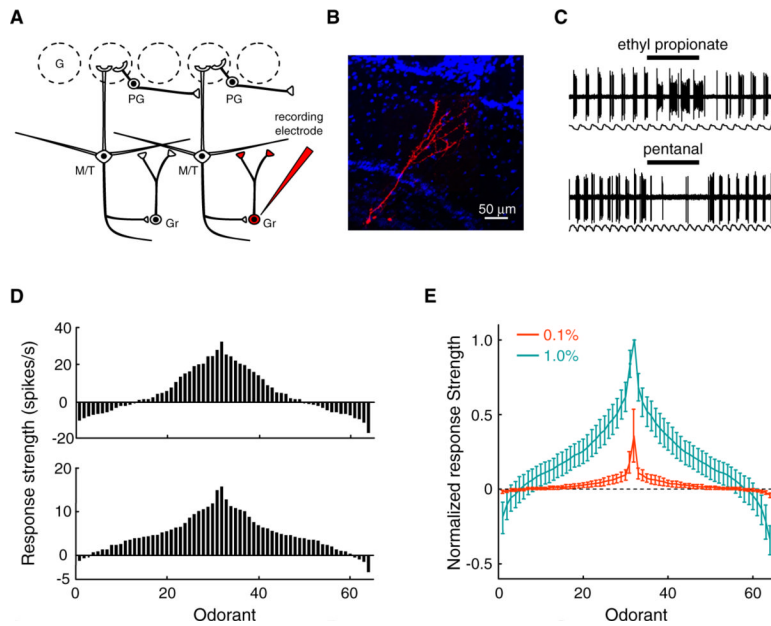 A
G
PG
PG
recording
electrode
M/T
M/T
Gr
Gr
B
50 μm
C
ethyl propionate
pentanal
D
Response strength (spikes/s)
40
20
0
-20
20
10
0
-5
0
20
40
60
Odorant
E
0.1%
1.0%
Normalized response Strength
1.0
0.5
0
-0.5
0
20
40
60
Odorant